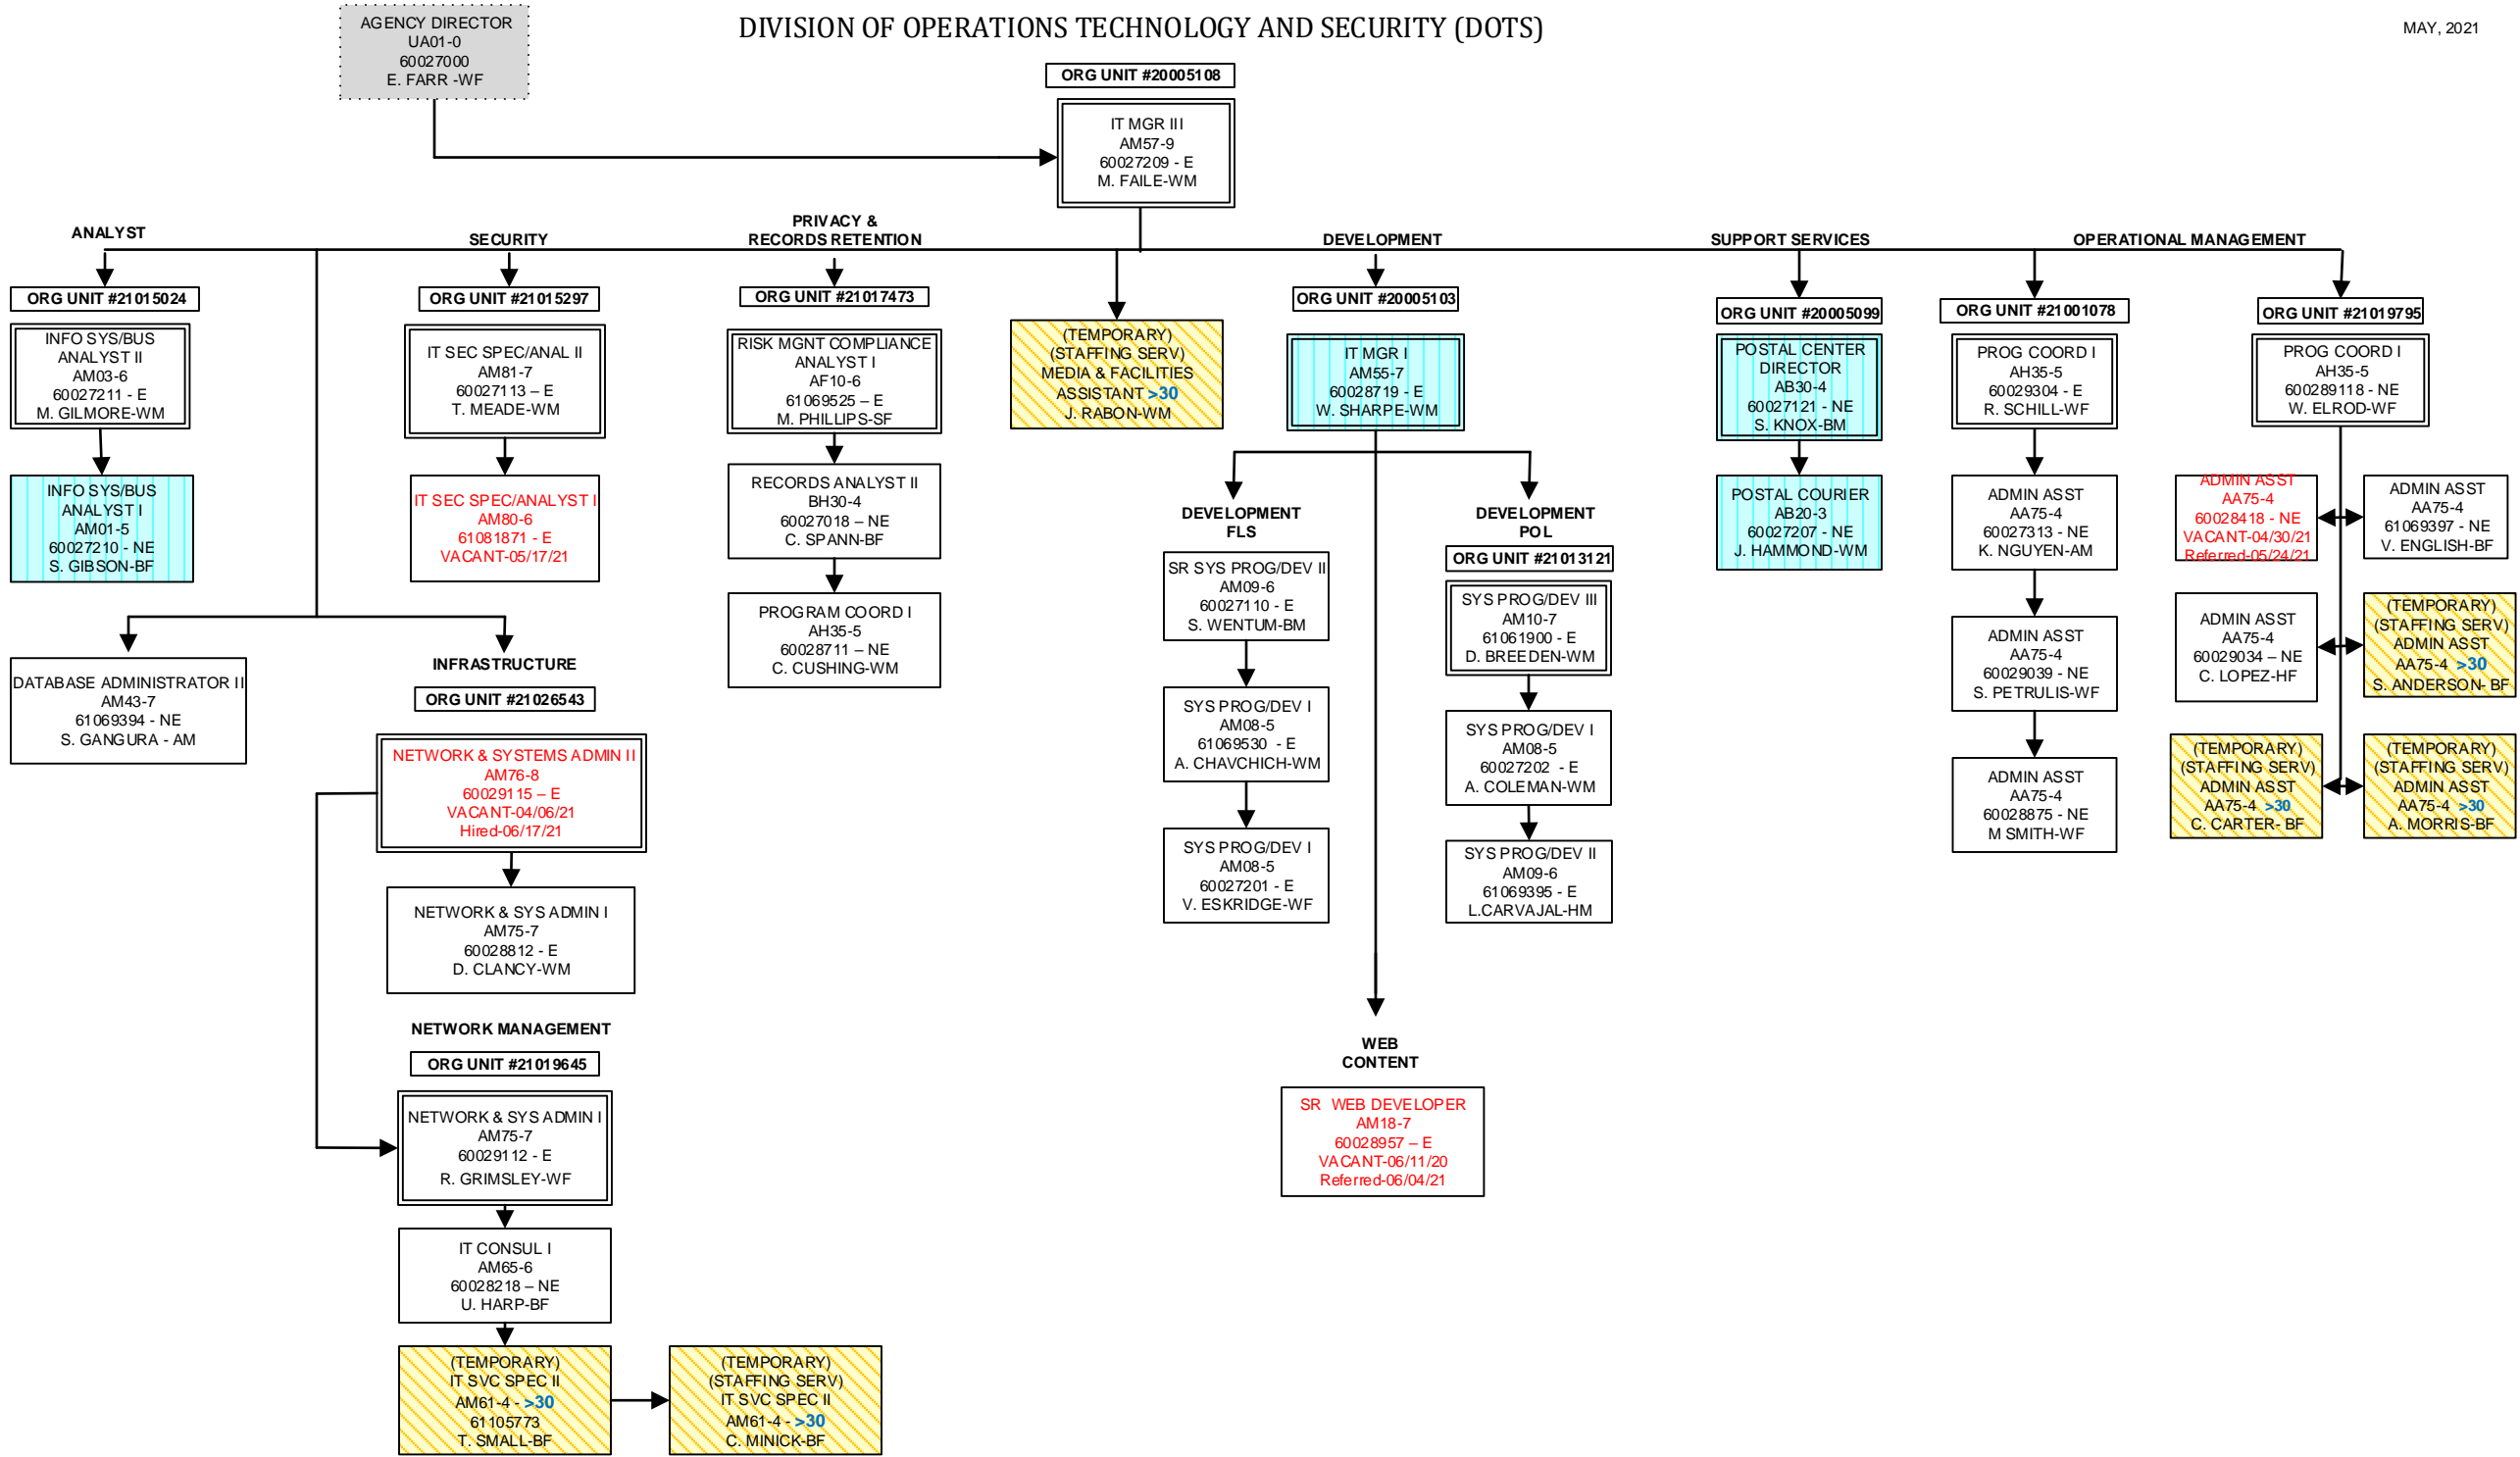 AGENCY DIRECTOR
UA01-0
60027000
E. FARR -WF
DIVISION OF OPERATIONS TECHNOLOGY AND SECURITY (DOTS)
MAY, 2021
ORG UNIT #20005108
IT MGR III
AM57-9
60027209 - E
M. FAILE-WM
ANALYST
ORG UNIT #21015024
INFO SYS/BUS
ANALYST II
AM03-6
60027211 - E
M. GILMORE-WM
INFO SYS/BUS
ANALYST I
AM01-5
60027210 - NE
S. GIBSON-BF
DATABASE ADMINISTRATOR II
AM43-7
61069394 - NE
S. GANGURA - AM
SECURITY
ORG UNIT #21015297
IT SEC SPEC/ANAL II
AM81-7
60027113 – E
T. MEADE-WM
IT SEC SPEC/ANALYST I
AM80-6
61081871 - E
VACANT-05/17/21
INFRASTRUCTURE
ORG UNIT #21026543
NETWORK & SYSTEMS ADMIN II
AM76-8
60029115 – E
VACANT-04/06/21
Hired-06/17/21
NETWORK & SYS ADMIN I
AM75-7
60028812 - E
D. CLANCY-WM
NETWORK MANAGEMENT
ORG UNIT #21019645
NETWORK & SYS ADMIN I
AM75-7
60029112 - E
R. GRIMSLEY-WF
IT CONSUL I
AM65-6
60028218 – NE
U. HARP-BF
(TEMPORARY)
IT SVC SPEC II
AM61-4 - >30
61105773
T. SMALL-BF
(TEMPORARY)
(STAFFING SERV)
IT SVC SPEC II
AM61-4 - >30
C. MINICK-BF
PRIVACY &
RECORDS RETENTION
ORG UNIT #21017473
RISK MGNT COMPLIANCE
ANALYST I
AF10-6
61069525 – E
M. PHILLIPS-SF
RECORDS ANALYST II
BH30-4
60027018 – NE
C. SPANN-BF
PROGRAM COORD I
AH35-5
60028711 – NE
C. CUSHING-WM
(TEMPORARY)
(STAFFING SERV)
MEDIA & FACILITIES
ASSISTANT >30
J. RABON-WM
DEVELOPMENT
ORG UNIT #20005103
IT MGR I
AM55-7
60028719 - E
W. SHARPE-WM
DEVELOPMENT
FLS
SR SYS PROG/DEV II
AM09-6
60027110 - E
S. WENTUM-BM
SYS PROG/DEV I
AM08-5
61069530 - E
A. CHAVCHICH-WM
SYS PROG/DEV I
AM08-5
60027201 - E
V. ESKRIDGE-WF
DEVELOPMENT
POL
ORG UNIT #21013121
SYS PROG/DEV III
AM10-7
61061900 - E
D. BREEDEN-WM
SYS PROG/DEV I
AM08-5
60027202 - E
A. COLEMAN-WM
SYS PROG/DEV II
AM09-6
61069395 - E
L.CARVAJAL-HM
WEB
CONTENT
SR WEB DEVELOPER
AM18-7
60028957 – E
VACANT-06/11/20
Referred-06/04/21
SUPPORT SERVICES
ORG UNIT #20005099
POSTAL CENTER
DIRECTOR
AB30-4
60027121 - NE
S. KNOX-BM
POSTAL COURIER
AB20-3
60027207 - NE
J. HAMMOND-WM
OPERATIONAL MANAGEMENT
ORG UNIT #21001078
PROG COORD I
AH35-5
60029304 - E
R. SCHILL-WF
ADMIN ASST
AA75-4
60027313 - NE
K. NGUYEN-AM
ADMIN ASST
AA75-4
60029039 - NE
S. PETRULIS-WF
ADMIN ASST
AA75-4
60028875 - NE
M SMITH-WF
ORG UNIT #21019795
PROG COORD I
AH35-5
600289118 - NE
W. ELROD-WF
ADMIN ASST
AA75-4
60028418 - NE
VACANT-04/30/21
Referred-05/24/21
ADMIN ASST
AA75-4
61069397 - NE
V. ENGLISH-BF
ADMIN ASST
AA75-4
60029034 – NE
C. LOPEZ-HF
(TEMPORARY)
(STAFFING SERV)
ADMIN ASST
AA75-4 >30
S. ANDERSON- BF
(TEMPORARY)
(STAFFING SERV)
ADMIN ASST
AA75-4 >30
C. CARTER- BF
(TEMPORARY)
(STAFFING SERV)
ADMIN ASST
AA75-4 >30
A. MORRIS-BF